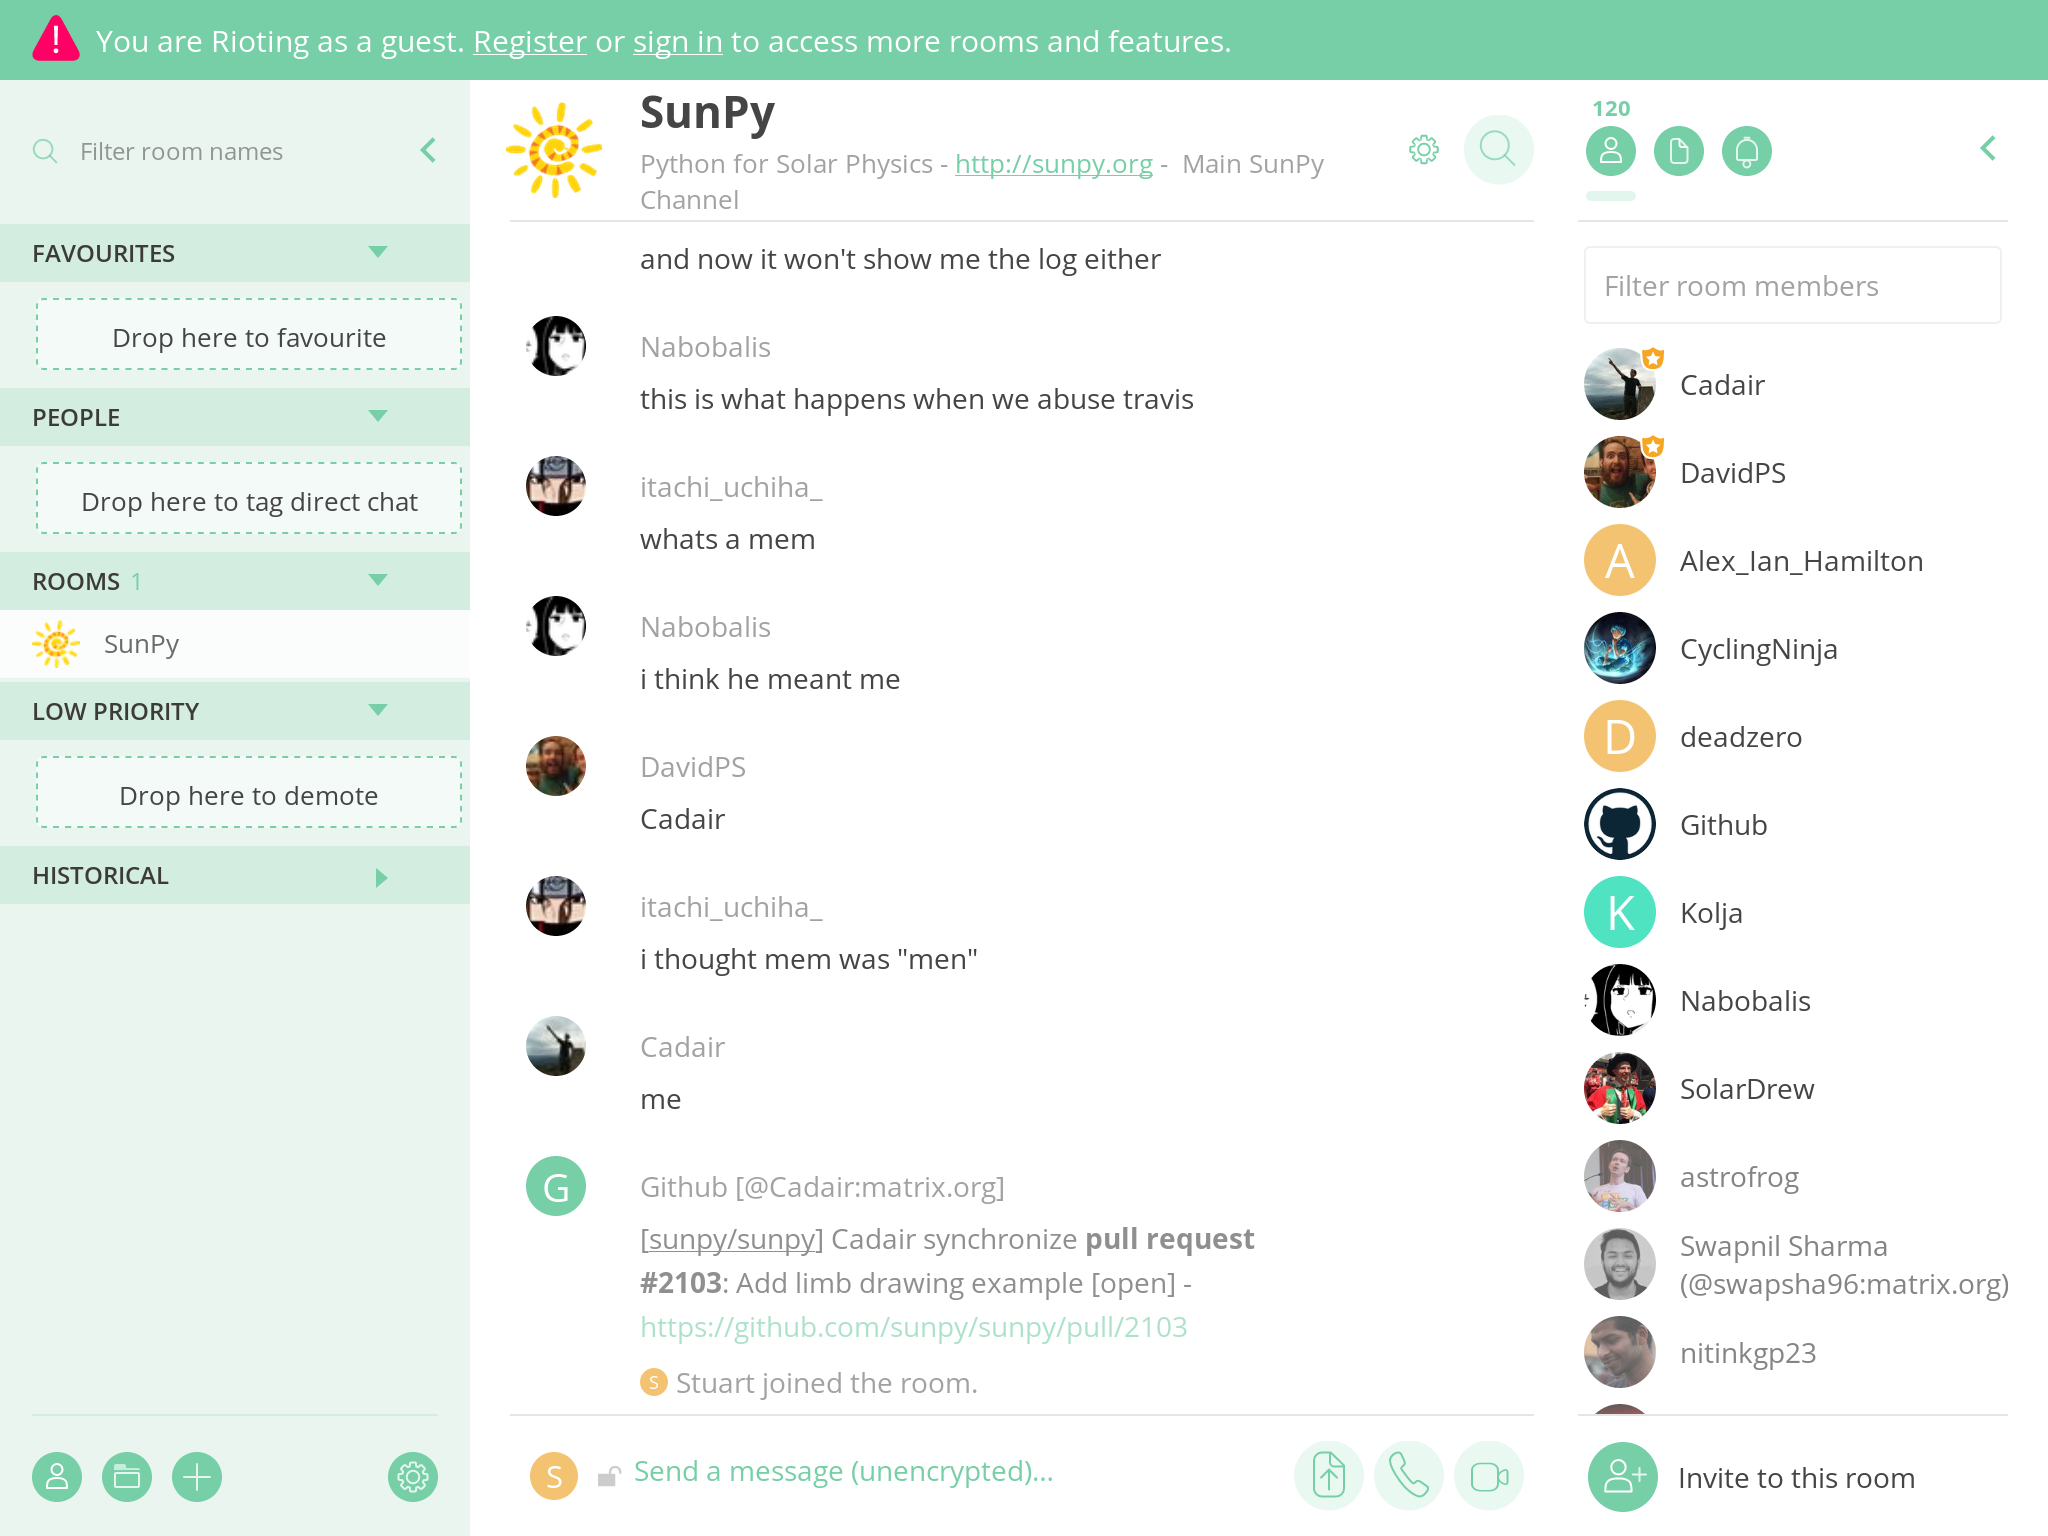 You are Rioting as a guest. Register or sign in to access more rooms and features.
Filter room names
FAVOURITES
Drop here to favourite
PEOPLE
Drop here to tag direct chat
ROOMS 1
SunPy
LOW PRIORITY
Drop here to demote
HISTORICAL
SunPy
Python for Solar Physics - http://sunpy.org - Main SunPy
Channel
and now it won't show me the log either
Nabobalis
this is what happens when we abuse travis
itachi_uchiha_
whats a mem
Nabobalis
i think he meant me
DavidPS
Cadair
itachi_uchiha_
i thought mem was "men"
Cadair
me
G
Github [@Cadair:matrix.org]
[sunpy/sunpy] Cadair synchronize pull request
#2103: Add limb drawing example [open] -
https://github.com/sunpy/sunpy/pull/2103
S Stuart joined the room.
S Send a message (unencrypted)...
120
Filter room members
Cadair
DavidPS
A Alex_Ian_Hamilton
CyclingNinja
D deadzero
Github
K Kolja
Nabobalis
SolarDrew
astrofrog
Swapnil Sharma
(@swapsha96:matrix.org)
nitinkgp23
Invite to this room